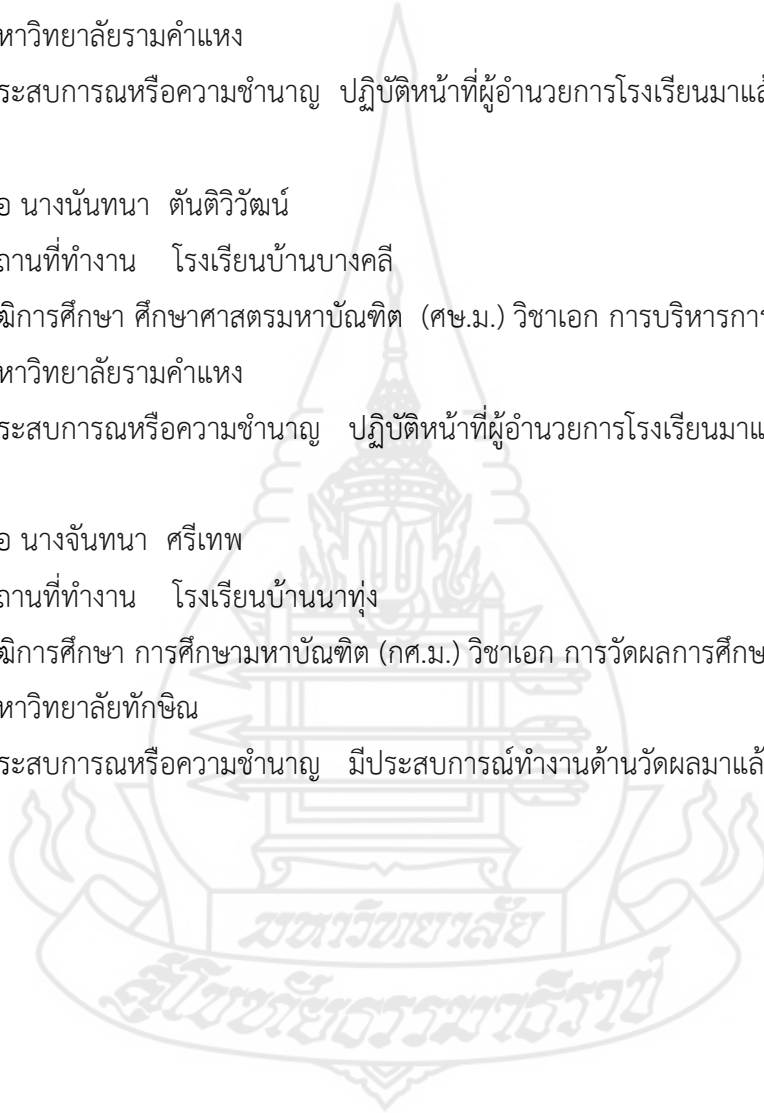 หาวิทยาลัยรามคำแหง
ระสบการณหรือความชำนาญ ปฏิบัติหน้าที่ผู้อำนวยการโรงเรียนมาแล้
อ นางนันทนา ตันติวิวัฒน์
ถานที่ทำงาน โรงเรียนบ้านบางคลี
ฒิการศึกษา ศึกษาศาสตรมหาบัณฑิต (ศษ.ม.) วิชาเอก การบริหารการ
หาวิทยาลัยรามคำแหง
ระสบการณหรือความชำนาญ ปฏิบัติหน้าที่ผู้อำนวยการโรงเรียนมาแ
อ นางจันทนา ศรีเทพ
ถานที่ทำงาน โรงเรียนบ้านนาทุ่ง
ฒิการศึกษา การศึกษามหาบัณฑิต (กศ.ม.) วิชาเอก การวัดผลการศึกษ
หาวิทยาลัยทักษิณ
ระสบการณหรือความชำนาญ มีประสบการณ์ทำงานด้านวัดผลมาแล้
มหาวิทยาลัย
สุโขทัยธรรมาธิราช